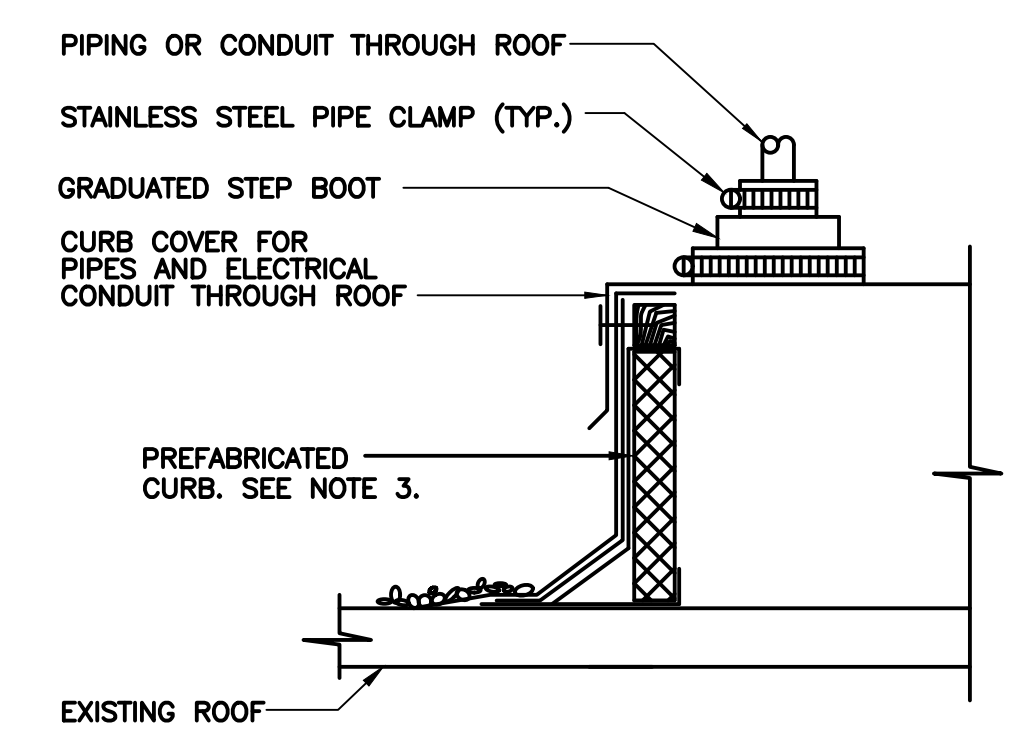 PIPING OR CONDUIT THROUGH ROOF
STAINLESS STEEL PIPE CLAMP (TYP.)
GRADUATED STEP BOOT
CURB COVER FOR
PIPES AND ELECTRICAL
CONDUIT THROUGH ROOF
PREFABRICATED
CURB. SEE NOTE 3.
EXISTING ROOF